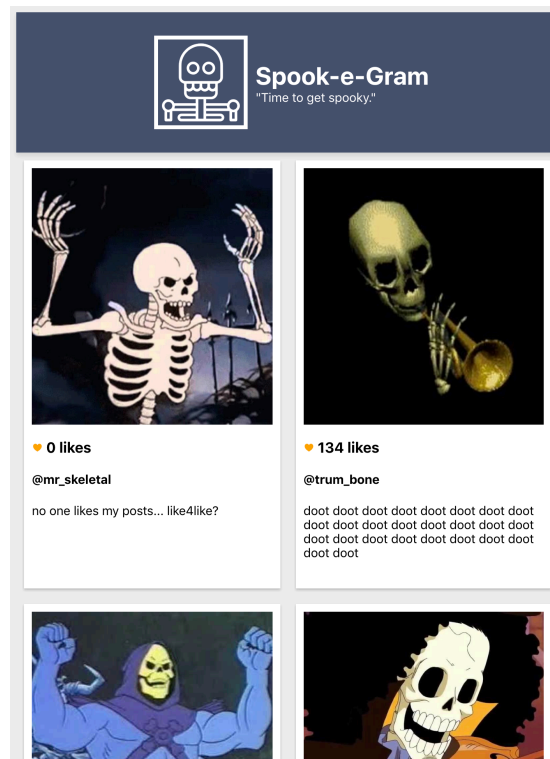 Spook-e-Gram
"Time to get spooky."
0 likes
@mr_skeletal
no one likes my posts... like4like?
134 likes
@trum_bone
doot doot doot doot doot doot doot doot
doot doot doot doot doot doot doot doot
doot doot doot doot doot doot doot doot
doot doot